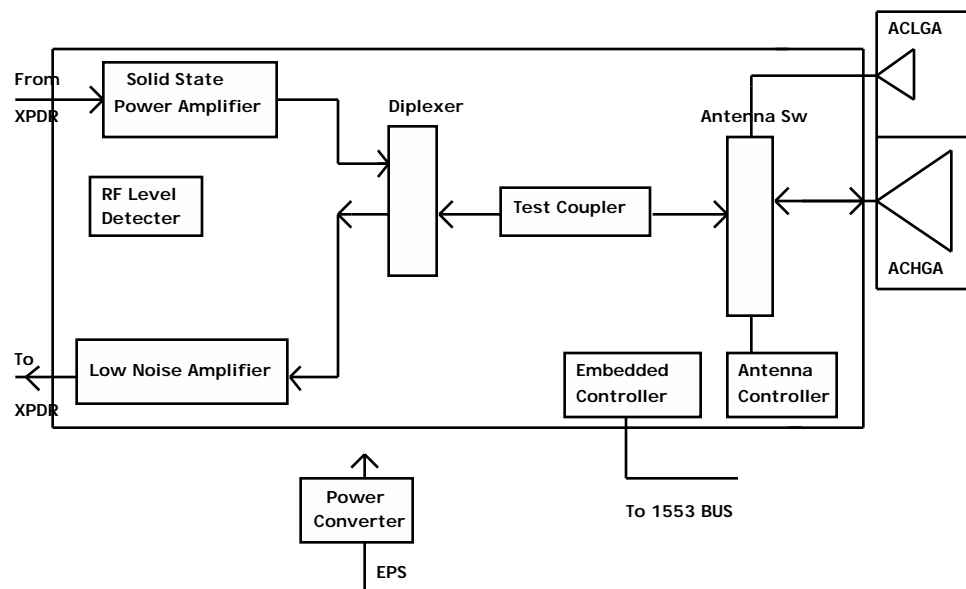 ACLGA
From
XPDR
Solid State
Power Amplifier
Diplexer
Antenna Sw
RF Level
Detecter
Test Coupler
ACHGA
To
XPDR
Low Noise Amplifier
Embedded
Controller
Antenna
Controller
Power
Converter
To 1553 BUS
EPS